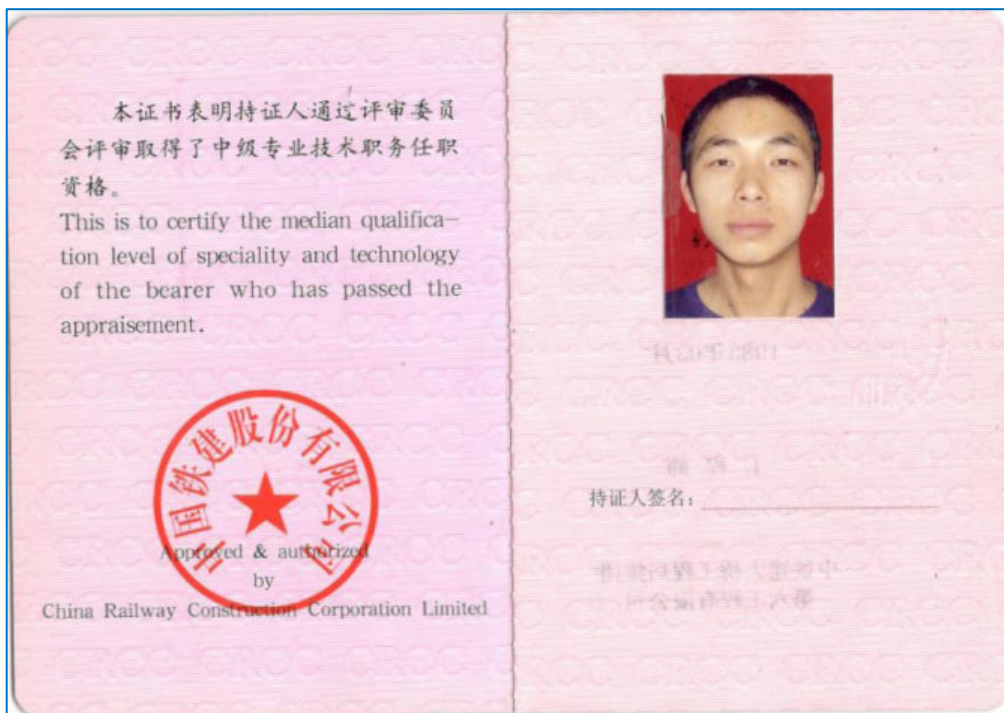 本证书表明持证人通过评审委员
会评审取得了中级专业技术职务任职
资格。
This is to certify the median qualifica-
tion level of speciality and technology
of the bearer who has passed the
appraisement.
中国铁建股份有限公司
Approved & authorized
by
China Railway Construction Corporation Limited
持证人签名：
CRCC